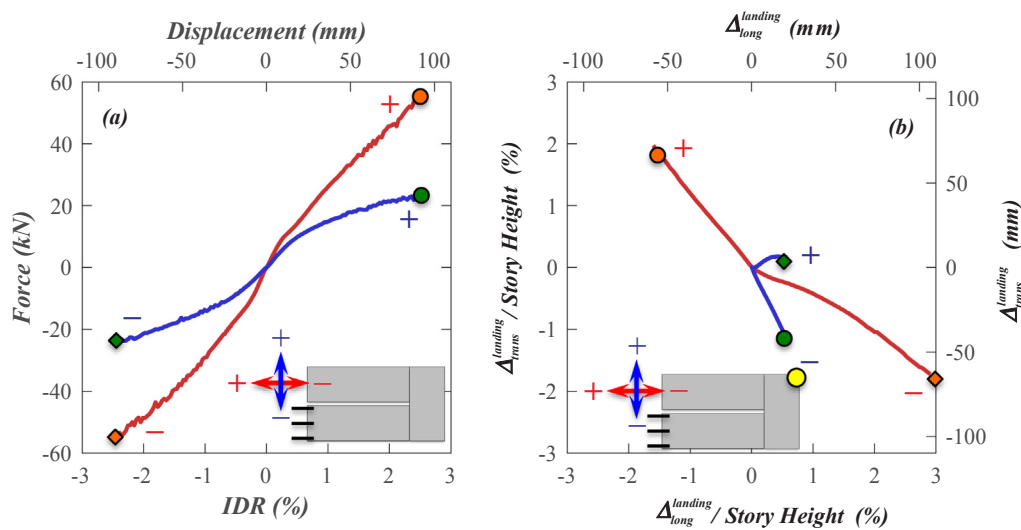 Displacement (mm)
-100 -50 0 50 100
60
40
20
0
-20
-40
-60
Force (kN)
(a)
+
+
−
−
+
+ −
−
-3 -2 -1 0 1 2 3
IDR (%)
Δ_long^landing (mm)
-100 -50 0 50 100
3
2
1
0
-1
-2
-3
Δ_trans^landing / Story Height (%)
(b)
+
+
−
−
+
+ −
−
100
50
0
-50
-100
Δ_trans^landing (mm)
-3 -2 -1 0 1 2 3
Δ_long^landing / Story Height (%)